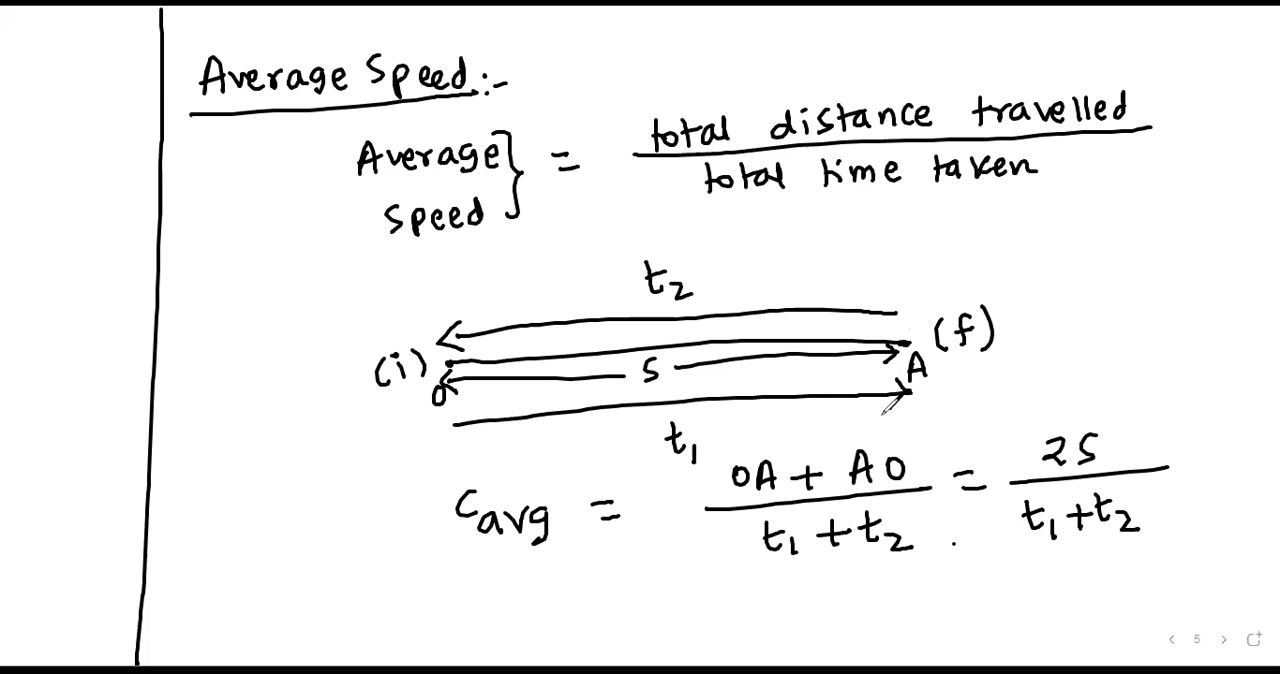 Average Speed:-
Average } = total distance travelled
Speed total time taken
t₂
(i) (f)
O S A
t₁
Cavg = OA + AO = 2S
t₁ + t₂ t₁ + t₂
5